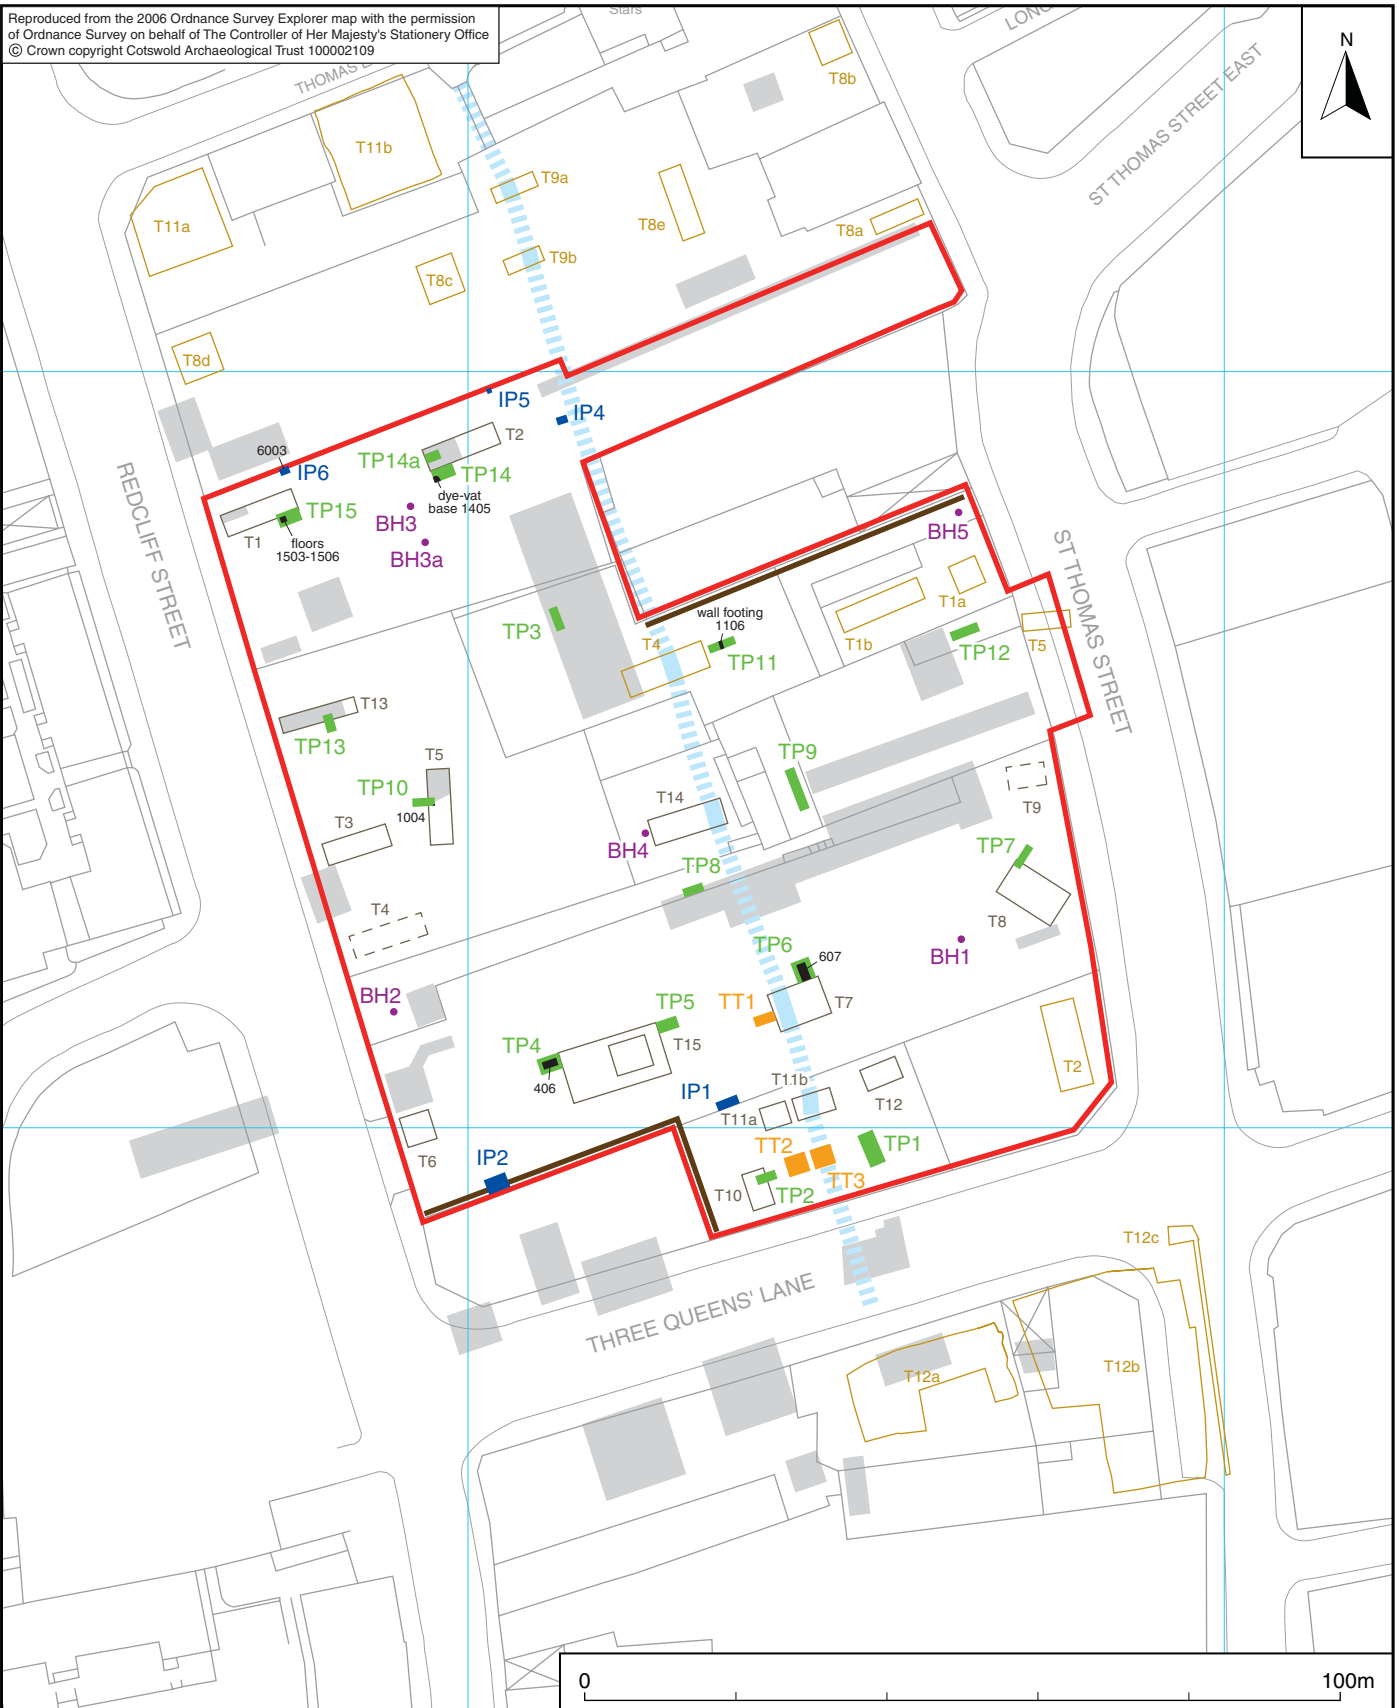 Reproduced from the 2006 Ordnance Survey Explorer map with the permission
of Ordnance Survey on behalf of The Controller of Her Majesty's Stationery Office
© Crown copyright Cotswold Archaeological Trust 100002109
Stars
N
THOMAS
T8b
ST THOMAS STREET EAST
T11b
T9a
T11a
T8e
T8a
T9b
T8c
T8d
IP5
IP4
T2
6003
IP6
TP14a
TP14
dye-vat
base 1405
TP15
BH3
T1
floors
1503-1506
BH3a
BH5
REDCLIFF STREET
ST THOMAS STREET
T1a
wall footing
1106
TP3
T4
T1b
T5
TP12
TP11
T13
TP13
T5
TP9
TP10
T14
T9
1004
T3
BH4
TP7
TP8
T4
T8
TP6
607
BH1
BH2
TT1
T7
TP5
TP4
T15
T2
406
IP1
T11b
T12
T11a
TT2
TP1
T6
IP2
TT3
T10
TP2
T12c
THREE QUEENS' LANE
T12a
T12b
0
100m